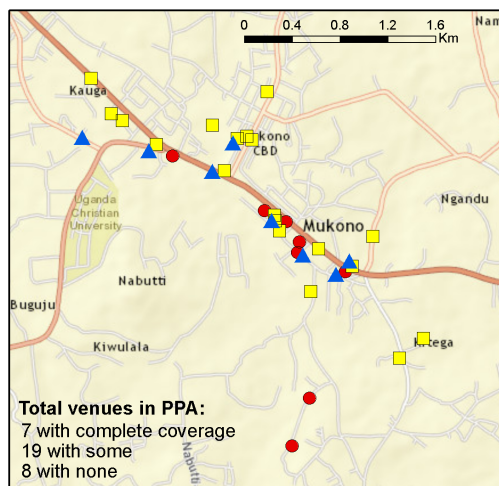 0 0.4 0.8 1.2 1.6
Km
Nam
Kauga
kono
CBD
Uganda
Christian
University
Ngandu
Mukono
Nabutti
Buguju
Kiwulala
Kitega
Total venues in PPA:
7 with complete coverage
19 with some
8 with none
Nabutti